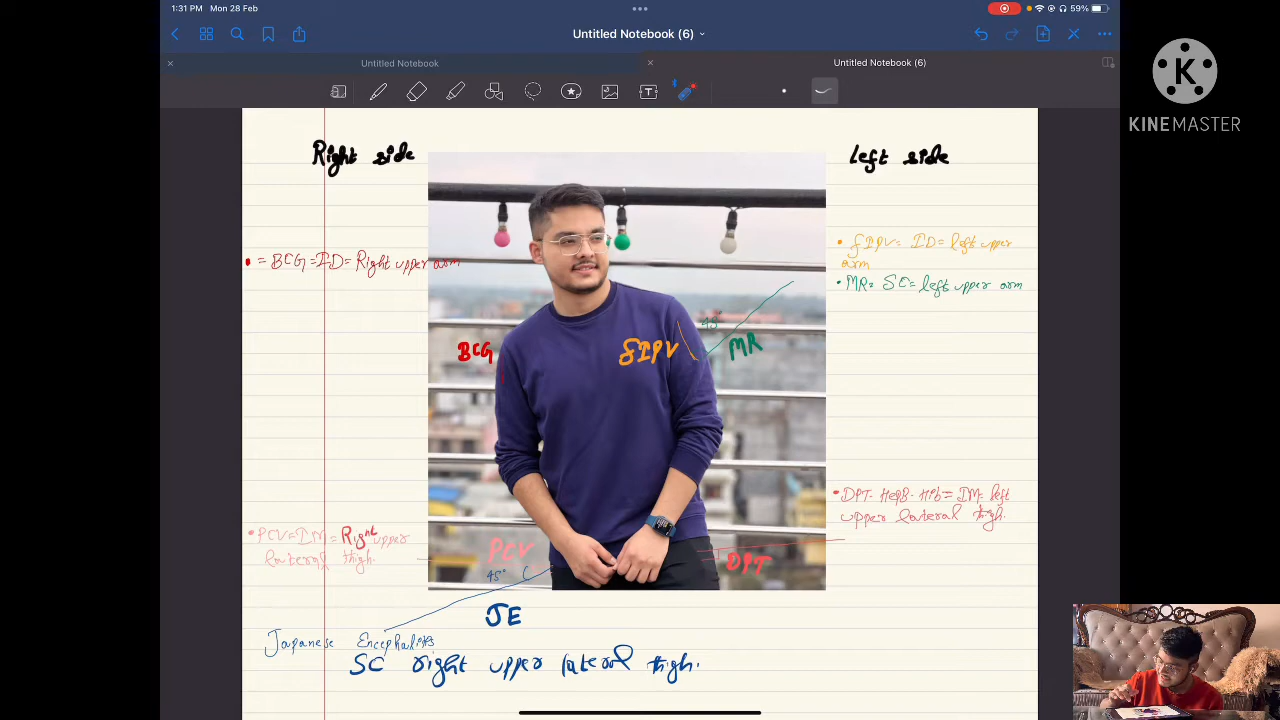 1:31 PM Mon 28 Feb
59%
Untitled Notebook (6)
Untitled Notebook
Untitled Notebook (6)
K
KINEMASTER
Right side
Left side
• = BCG = ID = Right upper arm
• fIPV = ID = left upper
arm
• MR = SC = left upper arm
45°
BCG
fIPV
MR
• DPT. HepB. HIb = IM = left
upper lateral thigh.
• PCV = IM = Right upper
lateral thigh.
PCV
DPT
45°
JE
Japanese Encephalitis
SC right upper lateral thigh.